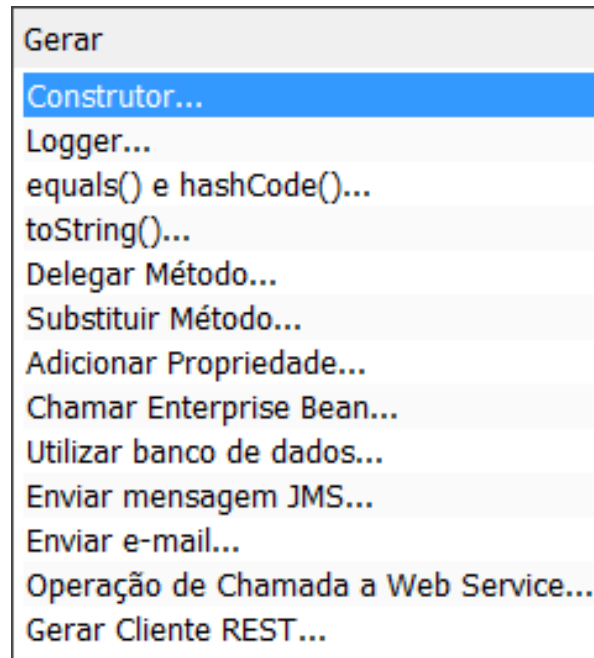 Gerar
Construtor...
Logger...
equals() e hashCode()...
toString()...
Delegar Método...
Substituir Método...
Adicionar Propriedade...
Chamar Enterprise Bean...
Utilizar banco de dados...
Enviar mensagem JMS...
Enviar e-mail...
Operação de Chamada a Web Service...
Gerar Cliente REST...